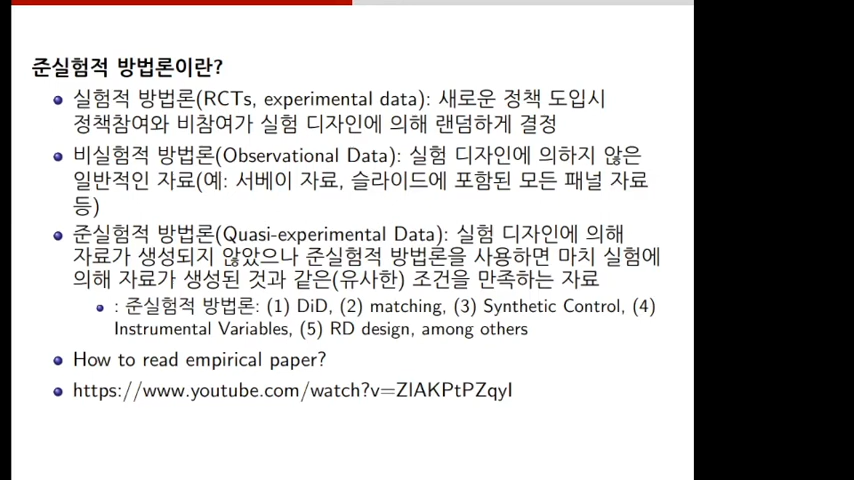 준실험적 방법론이란?
실험적 방법론(RCTs, experimental data): 새로운 정책 도입시
정책참여와 비참여가 실험 디자인에 의해 랜덤하게 결정
비실험적 방법론(Observational Data): 실험 디자인에 의하지 않은
일반적인 자료(예: 서베이 자료, 슬라이드에 포함된 모든 패널 자료
등)
준실험적 방법론(Quasi-experimental Data): 실험 디자인에 의해
자료가 생성되지 않았으나 준실험적 방법론을 사용하면 마치 실험에
의해 자료가 생성된 것과 같은(유사한) 조건을 만족하는 자료
: 준실험적 방법론: (1) DiD, (2) matching, (3) Synthetic Control, (4)
Instrumental Variables, (5) RD design, among others
How to read empirical paper?
https://www.youtube.com/watch?v=ZlAKPtPZqyI